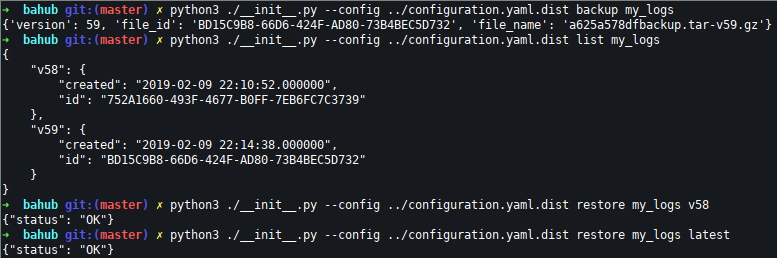 ➜  bahub git:(master) ✗ python3 ./__init__.py --config ../configuration.yaml.dist backup my_logs
{'version': 59, 'file_id': 'BD15C9B8-66D6-424F-AD80-73B4BEC5D732', 'file_name': 'a625a578dfbackup.tar-v59.gz'}
➜  bahub git:(master) ✗ python3 ./__init__.py --config ../configuration.yaml.dist list my_logs
{
    "v58": {
        "created": "2019-02-09 22:10:52.000000",
        "id": "752A1660-493F-4677-B0FF-7EB6FC7C3739"
    },
    "v59": {
        "created": "2019-02-09 22:14:38.000000",
        "id": "BD15C9B8-66D6-424F-AD80-73B4BEC5D732"
    }
}
➜  bahub git:(master) ✗ python3 ./__init__.py --config ../configuration.yaml.dist restore my_logs v58
{"status": "OK"}
➜  bahub git:(master) ✗ python3 ./__init__.py --config ../configuration.yaml.dist restore my_logs latest
{"status": "OK"}